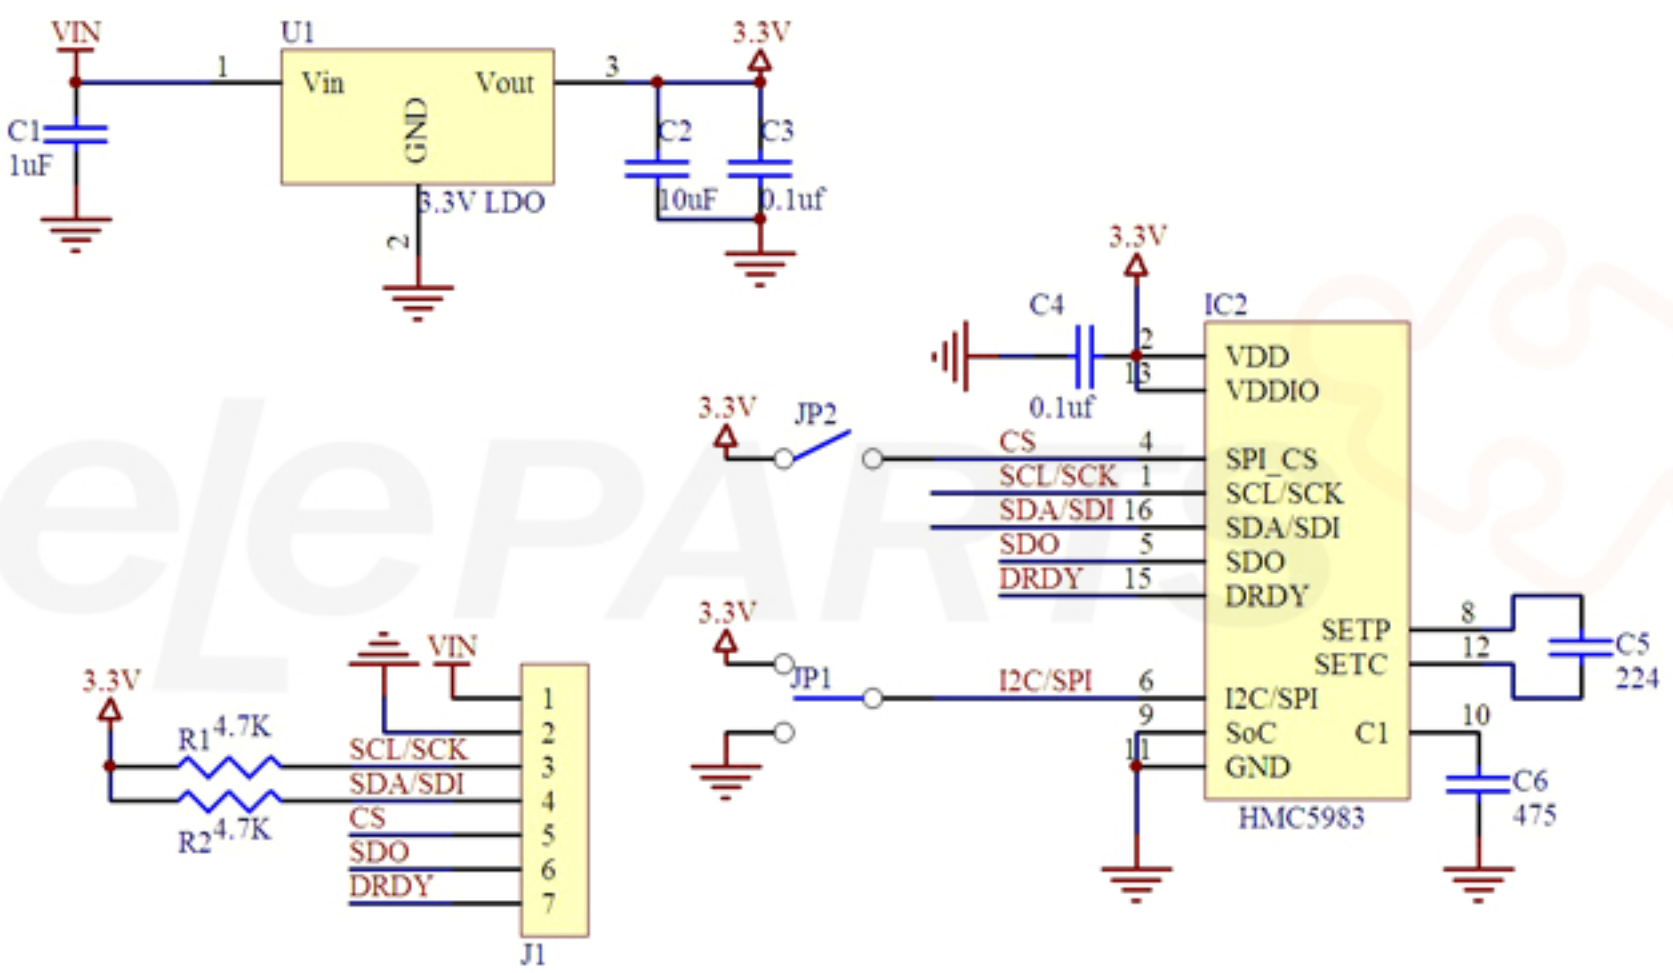 VIN
U1
1
Vin
Vout
3
GND
3.3V LDO
2
C1
1uF
3.3V
C2
10uF
C3
0.1uf
3.3V
C4
0.1uf
IC2
2
VDD
13
VDDIO
3.3V
JP2
CS
4
SPI_CS
SCL/SCK
1
SCL/SCK
SDA/SDI
16
SDA/SDI
SDO
5
SDO
DRDY
15
DRDY
SETP
8
SETC
12
C5
224
3.3V
JP1
I2C/SPI
6
I2C/SPI
9
SoC
11
GND
C1
10
C6
475
HMC5983
3.3V
R1
4.7K
R2
4.7K
VIN
1
2
SCL/SCK
3
SDA/SDI
4
CS
5
SDO
6
DRDY
7
J1
elePARTS